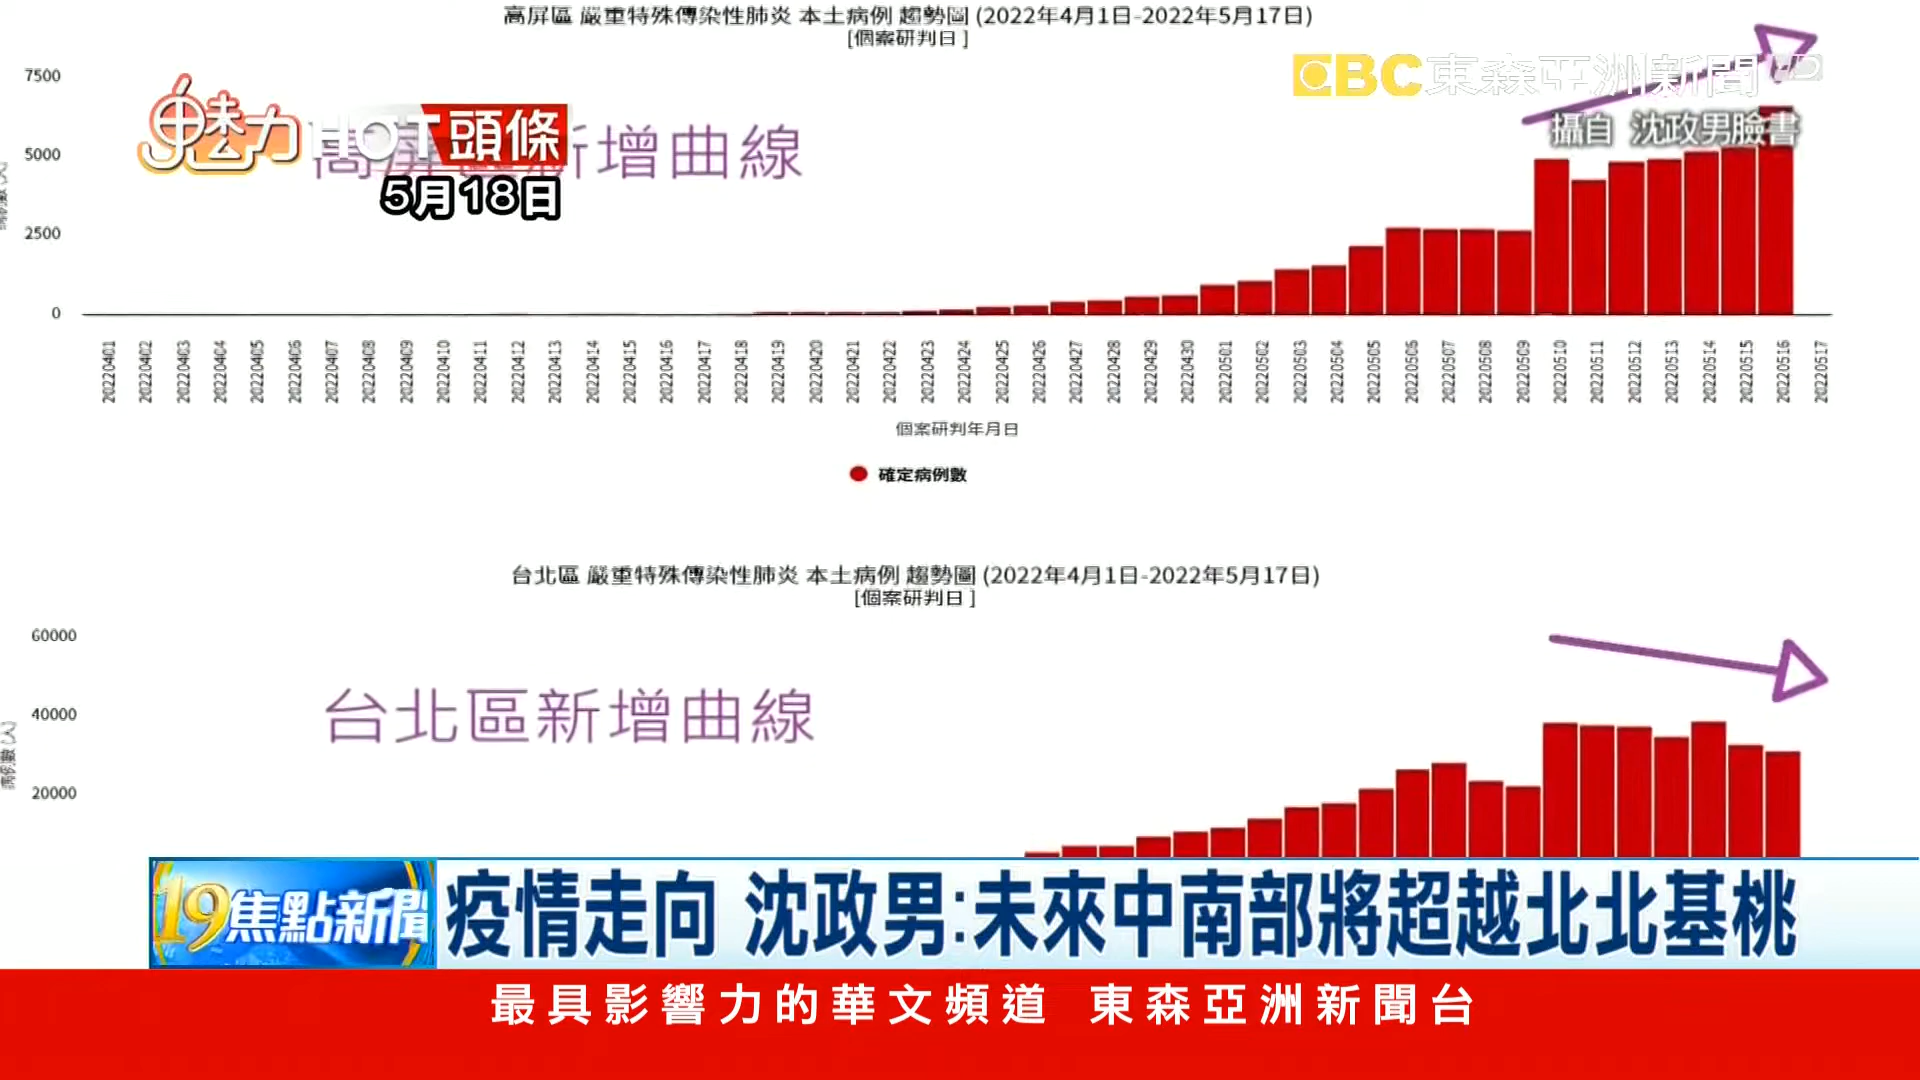 高屏區 嚴重特殊傳染性肺炎 本土病例 趨勢圖 (2022年4月1日-2022年5月17日)
[個案研判日 ]
EBC東森亞洲新聞 HD
攝自 沈政男臉書
魅力 HOT 頭條
高屏區新增曲線
5月18日
7500
5000
2500
0
20220401 20220402 20220403 20220404 20220405 20220406 20220407 20220408 20220409 20220410 20220411 20220412 20220413 20220414 20220415 20220416 20220417 20220418 20220419 20220420 20220421 20220422 20220423 20220424 20220425 20220426 20220427 20220428 20220429 20220430 20220501 20220502 20220503 20220504 20220505 20220506 20220507 20220508 20220509 20220510 20220511 20220512 20220513 20220514 20220515 20220516 20220517
個案研判年月日
確定病例數
台北區 嚴重特殊傳染性肺炎 本土病例 趨勢圖 (2022年4月1日-2022年5月17日)
[個案研判日 ]
台北區新增曲線
60000
40000
20000
病例數 (人)
19焦點新聞
疫情走向 沈政男:未來中南部將超越北北基桃
最具影響力的華文頻道 東森亞洲新聞台